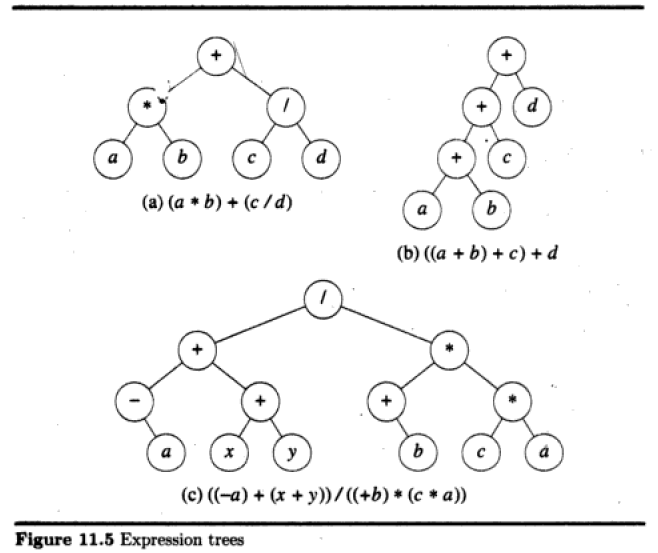 +
+
* /
+ d
a b c d
+ c
(a) (a * b) + (c / d)
a b
(b) ((a + b) + c) + d
/
+ *
− + + *
a x y b c a
(c) ((−a) + (x + y)) / ((+b) * (c * a))
Figure 11.5 Expression trees